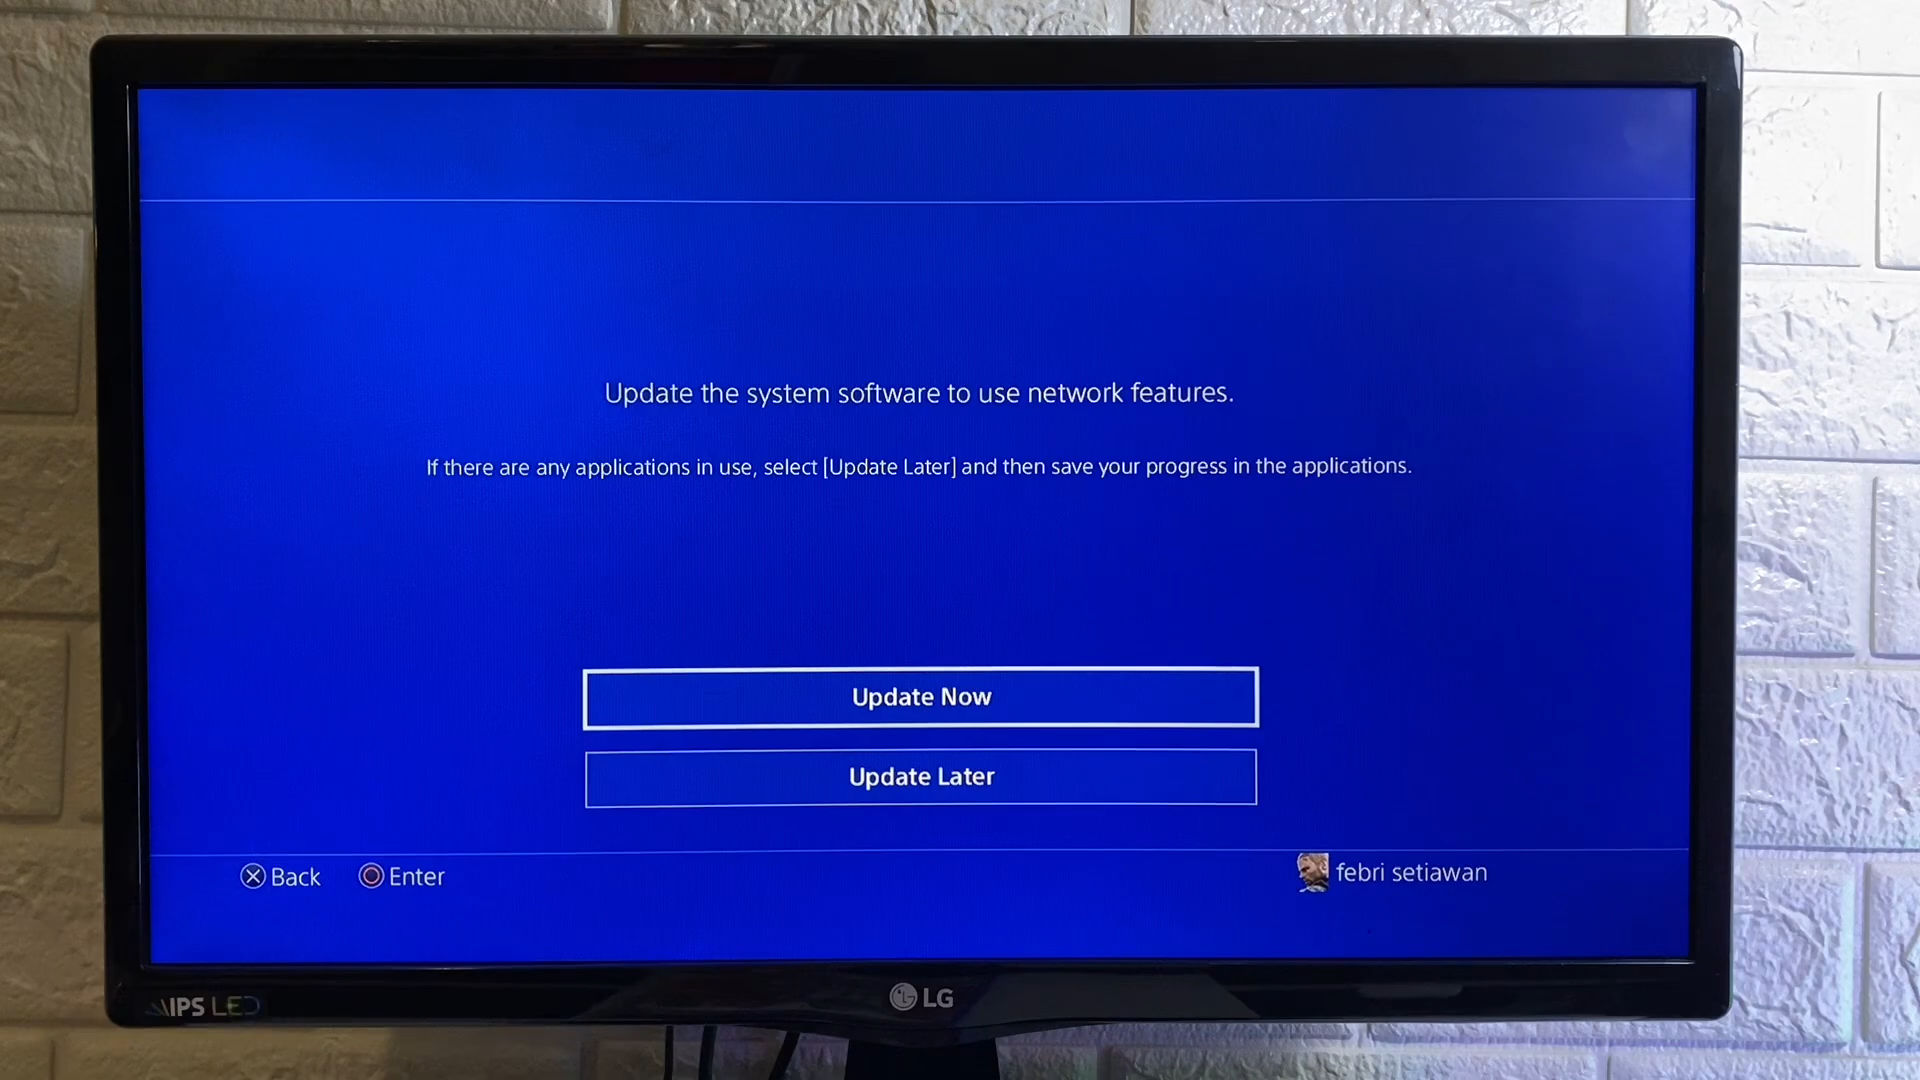 Update the system software to use network features.
If there are any applications in use, select [Update Later] and then save your progress in the applications.
Update Now
Update Later
Back
Enter
febri setiawan
IPS LED
LG